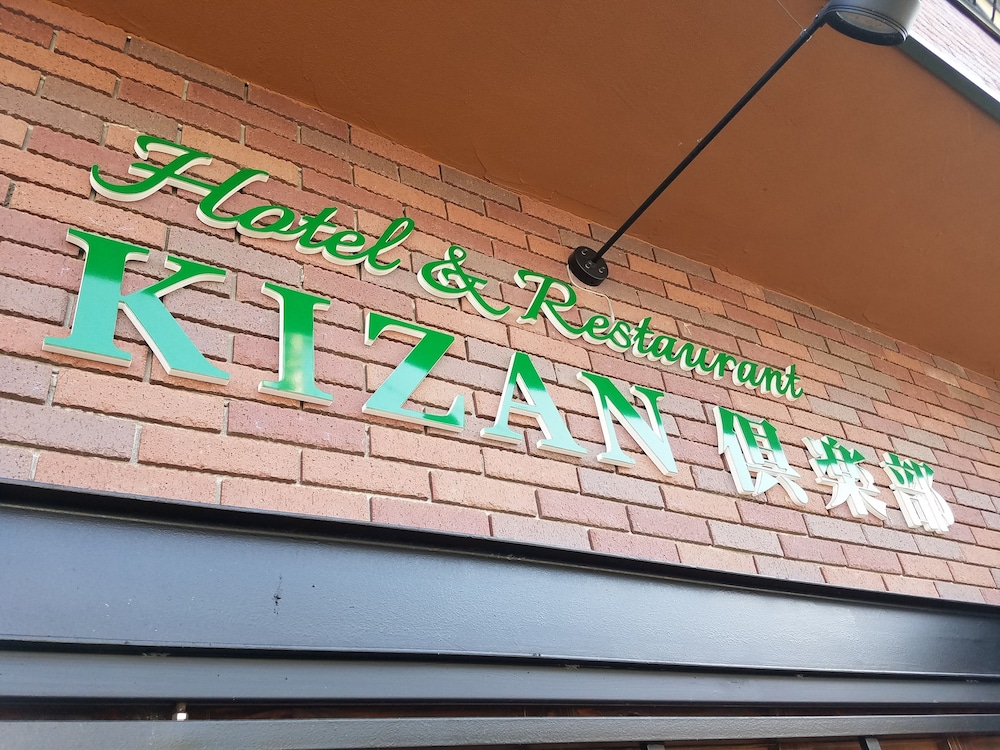 Hotel & Restaurant
KIZAN 倶楽部